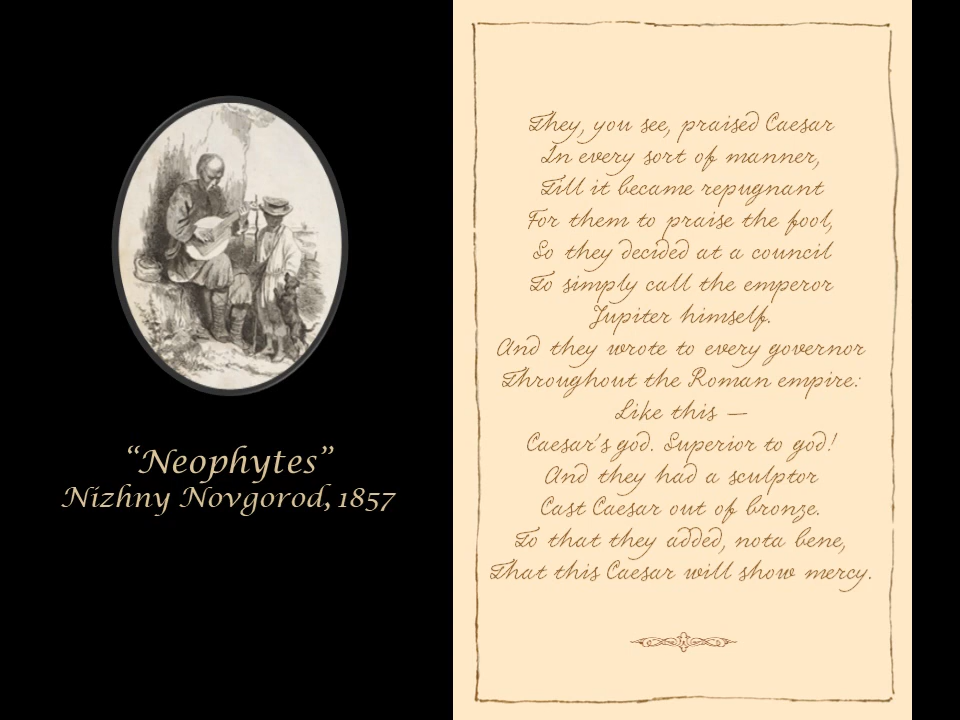 “Neophytes”
Nizhny Novgorod, 1857
They, you see, praised Caesar
In every sort of manner,
Till it became repugnant
For them to praise the fool,
So they decided at a council
To simply call the emperor
Jupiter himself.
And they wrote to every governor
Throughout the Roman empire:
Like this —
Caesar's god. Superior to god!
And they had a sculptor
Cast Caesar out of bronze.
To that they added, nota bene,
That this Caesar will show mercy.